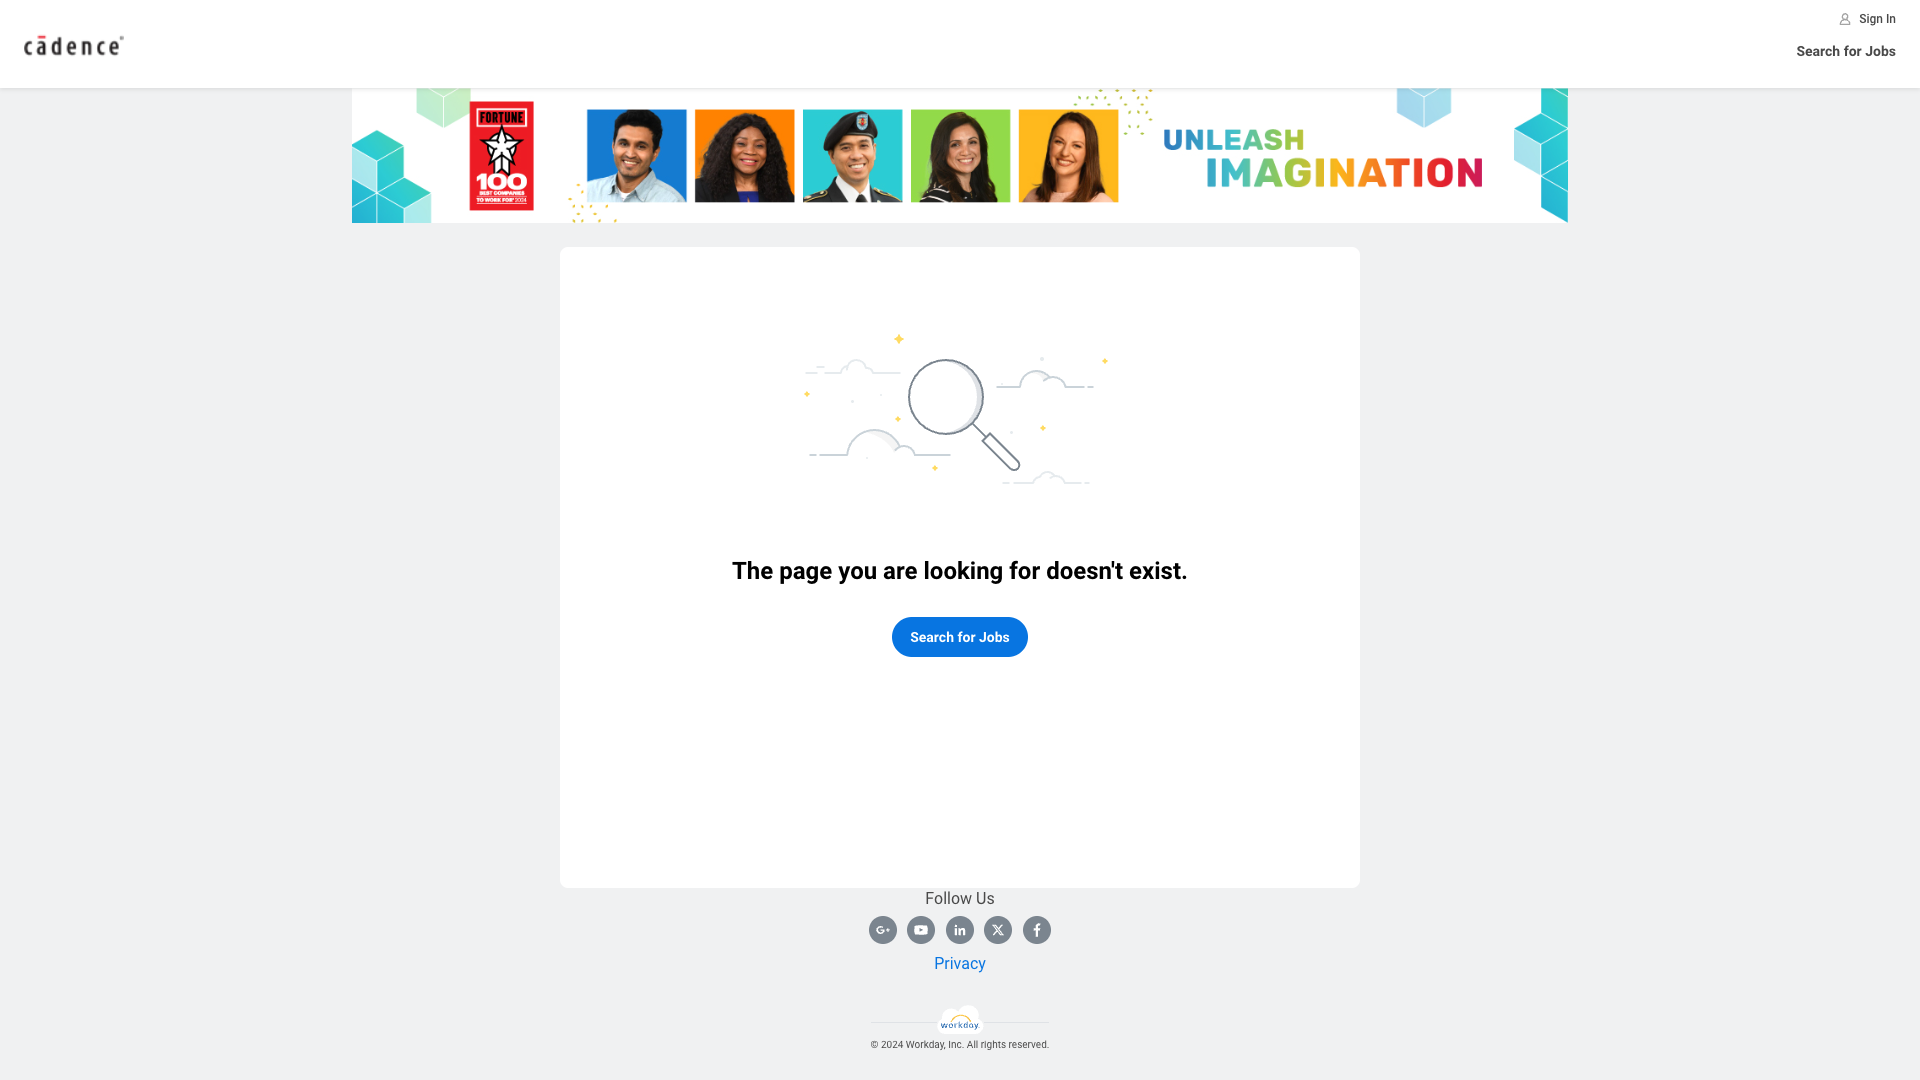 Sign In
cādence®
Search for Jobs
FORTUNE
100
BEST COMPANIES
TO WORK FOR® 2024
UNLEASH
IMAGINATION
The page you are looking for doesn't exist.
Search for Jobs
Follow Us
Privacy
workday.
© 2024 Workday, Inc. All rights reserved.